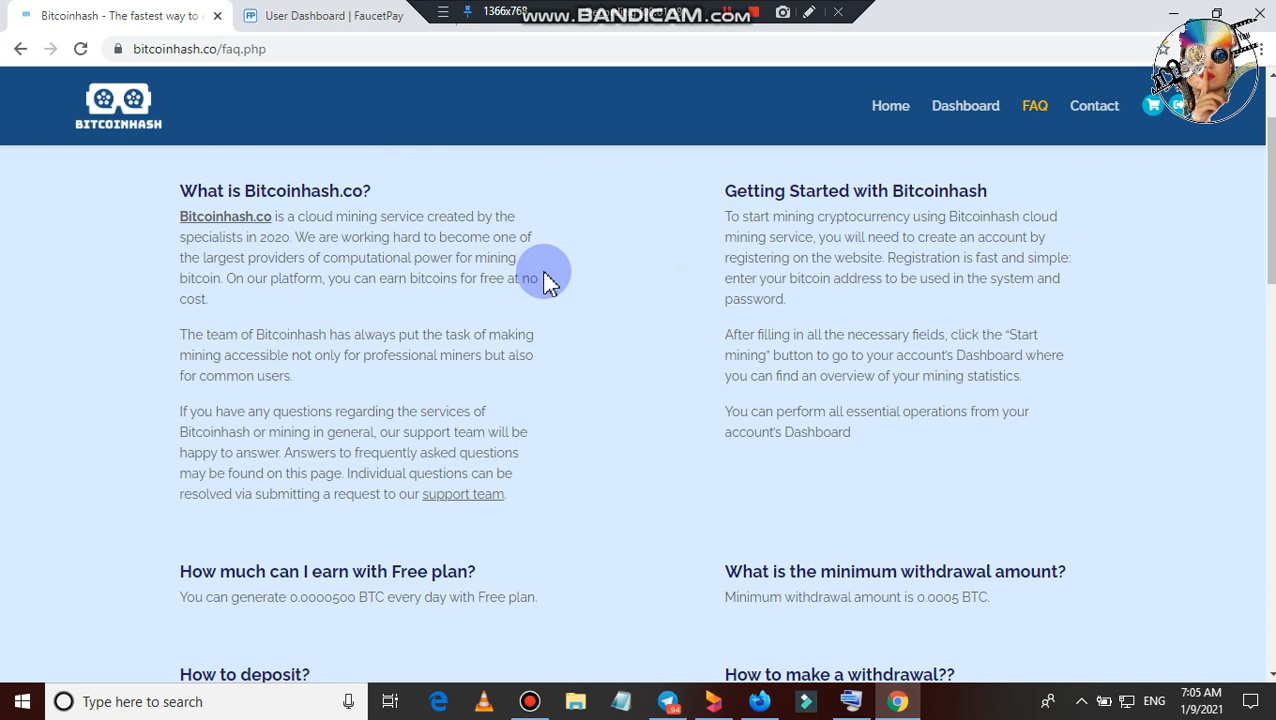 Bitcoinhash - The fastest way to e
User Dashboard | FaucetPay
1366x768
www.BANDICAM.com
bitcoinhash.co/faq.php
BITCOINHASH
Home
Dashboard
FAQ
Contact
What is Bitcoinhash.co?
Bitcoinhash.co is a cloud mining service created by the
specialists in 2020. We are working hard to become one of
the largest providers of computational power for mining
bitcoin. On our platform, you can earn bitcoins for free at no
cost.
The team of Bitcoinhash has always put the task of making
mining accessible not only for professional miners but also
for common users.
If you have any questions regarding the services of
Bitcoinhash or mining in general, our support team will be
happy to answer. Answers to frequently asked questions
may be found on this page. Individual questions can be
resolved via submitting a request to our support team.
Getting Started with Bitcoinhash
To start mining cryptocurrency using Bitcoinhash cloud
mining service, you will need to create an account by
registering on the website. Registration is fast and simple:
enter your bitcoin address to be used in the system and
password.
After filling in all the necessary fields, click the “Start
mining” button to go to your account's Dashboard where
you can find an overview of your mining statistics.
You can perform all essential operations from your
account's Dashboard
How much can I earn with Free plan?
You can generate 0.0000500 BTC every day with Free plan.
What is the minimum withdrawal amount?
Minimum withdrawal amount is 0.0005 BTC.
How to deposit?
How to make a withdrawal??
Type here to search
94
ENG
7:05 AM
1/9/2021